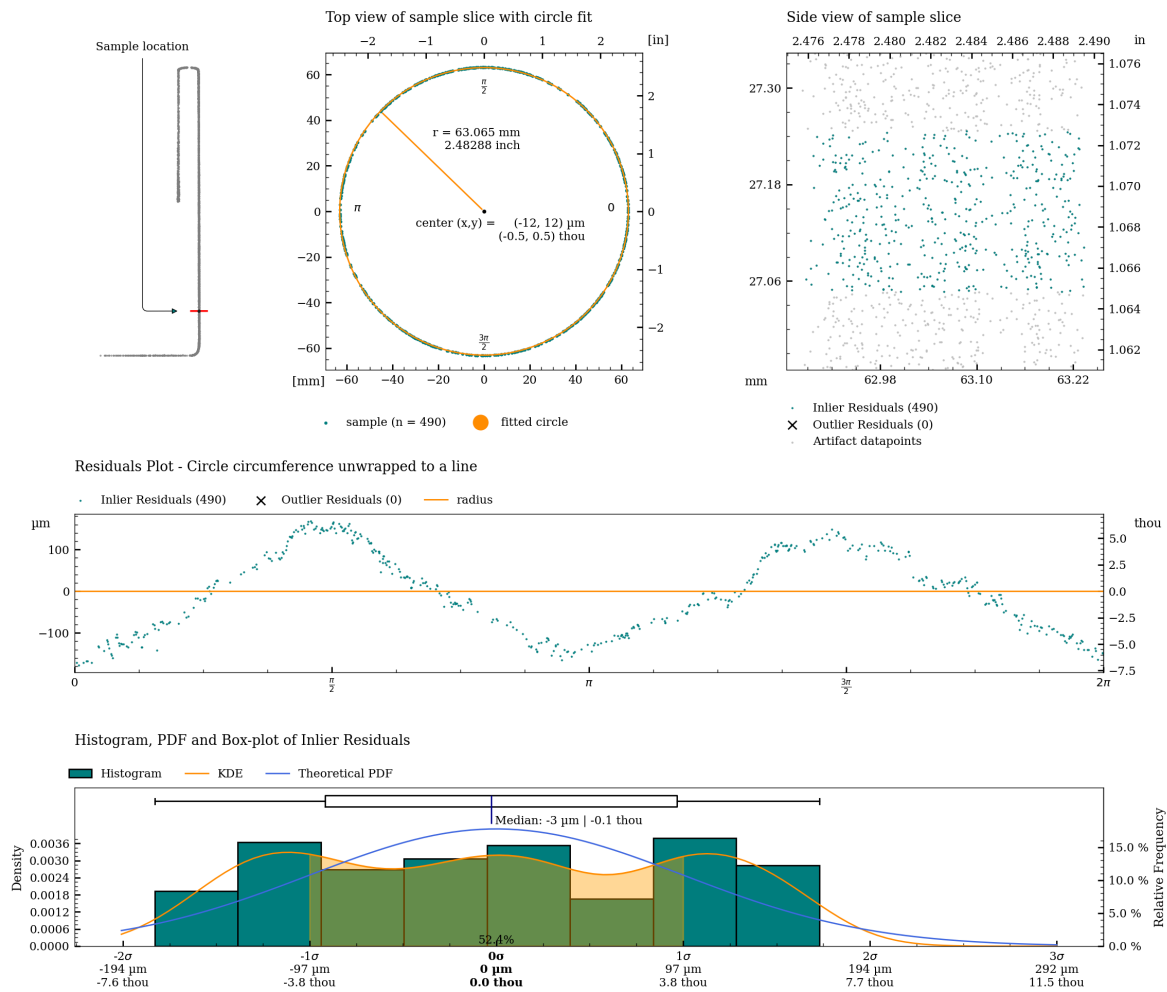 Top view of sample slice with circle fit
Side view of sample slice
Sample location
−2 −1 0 1 2 [in]
2.476 2.478 2.480 2.482 2.484 2.486 2.488 2.490 in
60
40
20
0
−20
−40
−60
2
1
0
−1
−2
π/2
r = 63.065 mm
2.48288 inch
π
0
center (x,y) = (-12, 12) µm
(-0.5, 0.5) thou
3π/2
[mm] −60 −40 −20 0 20 40 60
27.30
27.18
27.06
1.076
1.074
1.072
1.070
1.068
1.066
1.064
1.062
mm 62.98 63.10 63.22
sample (n = 490) fitted circle
Inlier Residuals (490)
Outlier Residuals (0)
Artifact datapoints
Residuals Plot - Circle circumference unwrapped to a line
Inlier Residuals (490) Outlier Residuals (0) radius
µm
thou
100
0
−100
5.0
2.5
0.0
−2.5
−5.0
−7.5
0 π/2 π 3π/2 2π
Histogram, PDF and Box-plot of Inlier Residuals
Histogram KDE Theoretical PDF
Median: -3 µm | -0.1 thou
Density
0.0036
0.0030
0.0024
0.0018
0.0012
0.0006
0.0000
15.0 %
10.0 %
5.0 %
0.0 %
Relative Frequency
52.4%
-2σ -1σ 0σ 1σ 2σ 3σ
-194 µm -97 µm 0 µm 97 µm 194 µm 292 µm
-7.6 thou -3.8 thou 0.0 thou 3.8 thou 7.7 thou 11.5 thou